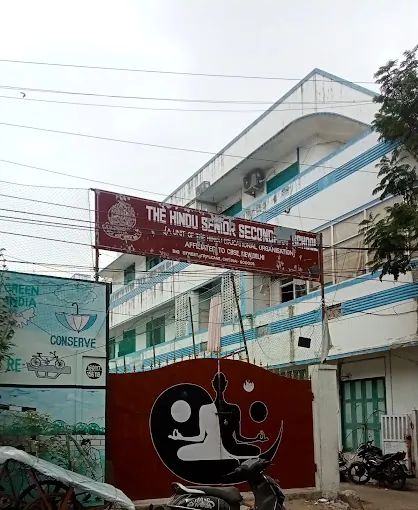 THE HINDU SENIOR SECONDARY SCHOOL
(A UNIT OF THE HINDU EDUCATIONAL ORGANISATION)
AFFILIATED TO CBSE NEW DELHI
GREEN
INDIA
CONSERVE
RE-